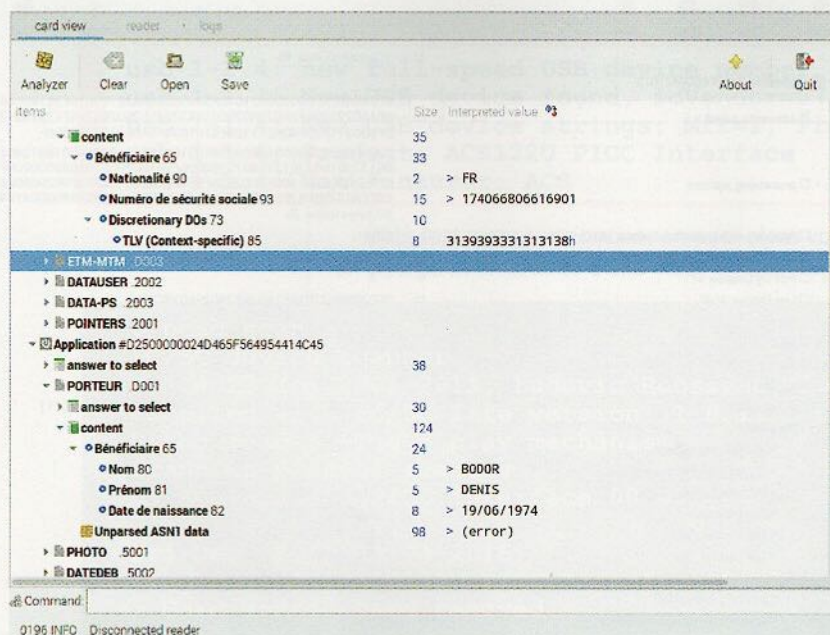 card view reader logs
Analyzer Clear Open Save About Quit
items Size Interpreted value
content 35
Bénéficiaire 65 33
Nationalité 90 2 > FR
Numéro de sécurité sociale 93 15 > 174066806616901
Discretionary DOs 73 10
TLV (Context-specific) 85 8 3139393331313138h
ETM-MTM .D003
DATAUSER .2002
DATA-PS .2003
POINTERS .2001
Application #D2500000024D465F564954414C45
answer to select 38
PORTEUR .D001
answer to select 30
content 124
Bénéficiaire 65 24
Nom 80 5 > BODOR
Prénom 81 5 > DENIS
Date de naissance 82 8 > 19/06/1974
Unparsed ASN1 data 98 > (error)
PHOTO .5001
DATEDEB .5002
Command:
0196 INFO Disconnected reader